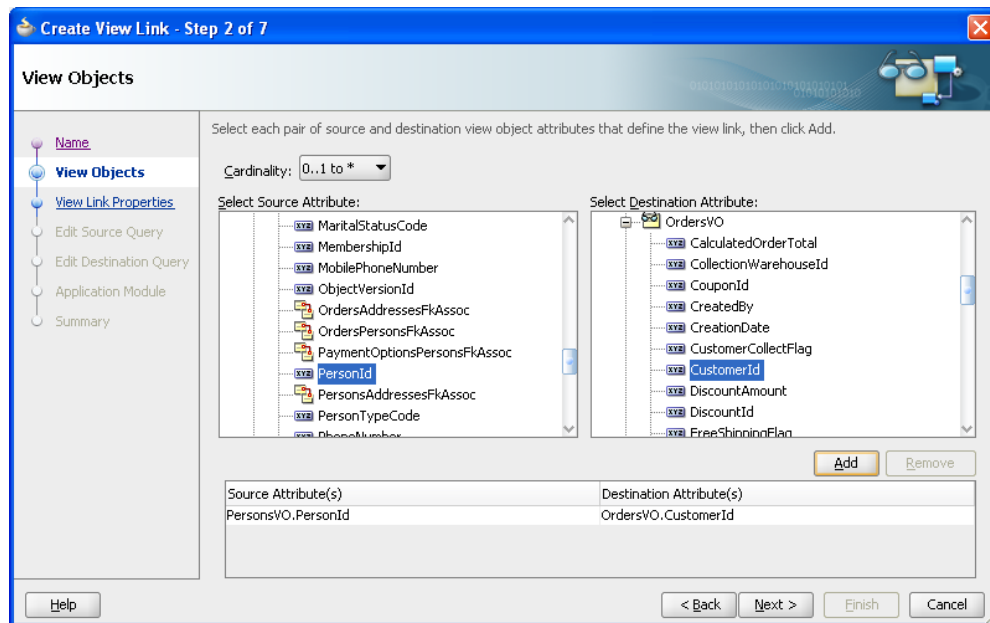 Create View Link - Step 2 of 7
View Objects
Name
View Objects
View Link Properties
Edit Source Query
Edit Destination Query
Application Module
Summary
Select each pair of source and destination view object attributes that define the view link, then click Add.
Cardinality: 0..1 to *
Select Source Attribute:
MaritalStatusCode
MembershipId
MobilePhoneNumber
ObjectVersionId
OrdersAddressesFkAssoc
OrdersPersonsFkAssoc
PaymentOptionsPersonsFkAssoc
PersonId
PersonsAddressesFkAssoc
PersonTypeCode
PhoneNumber
Select Destination Attribute:
OrdersVO
CalculatedOrderTotal
CollectionWarehouseId
CouponId
CreatedBy
CreationDate
CustomerCollectFlag
CustomerId
DiscountAmount
DiscountId
FreeShippingFlag
Add Remove
Source Attribute(s) Destination Attribute(s)
PersonsVO.PersonId OrdersVO.CustomerId
Help < Back Next > Finish Cancel